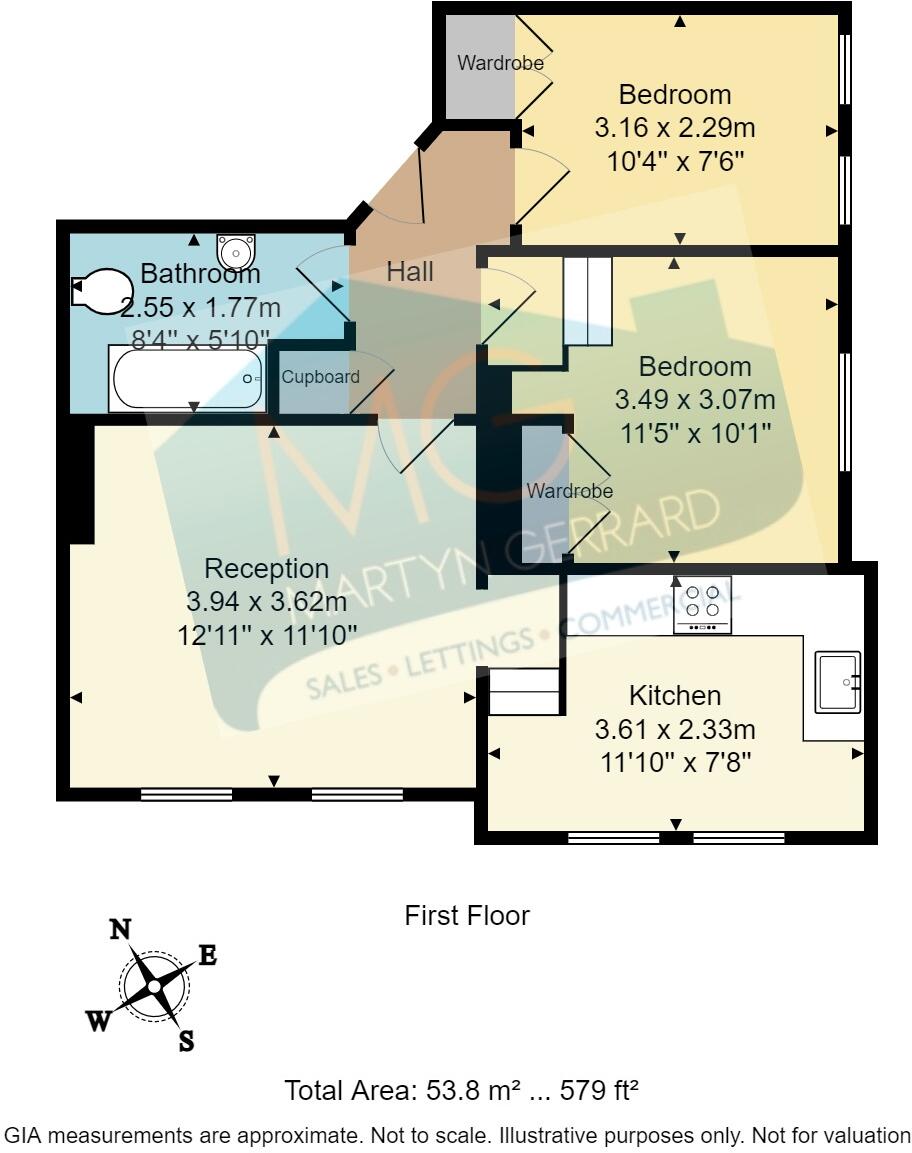 Wardrobe
Bedroom
3.16 x 2.29m
10'4" x 7'6"
Hall
Bathroom
2.55 x 1.77m
8'4" x 5'10"
Cupboard
Bedroom
3.49 x 3.07m
11'5" x 10'1"
Wardrobe
MG
MARTYN GERRARD
SALES • LETTINGS • COMMERCIAL
Reception
3.94 x 3.62m
12'11" x 11'10"
Kitchen
3.61 x 2.33m
11'10" x 7'8"
First Floor
N
E
W
S
Total Area: 53.8 m² ... 579 ft²
GIA measurements are approximate. Not to scale. Illustrative purposes only. Not for valuation